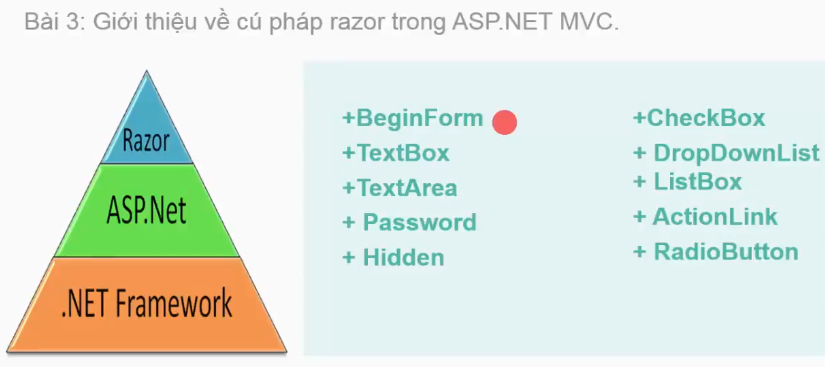 Bài 3: Giới thiệu về cú pháp razor trong ASP.NET MVC.
Razor
ASP.Net
.NET Framework
+BeginForm
+TextBox
+TextArea
+ Password
+ Hidden
+CheckBox
+ DropDownList
+ ListBox
+ ActionLink
+ RadioButton